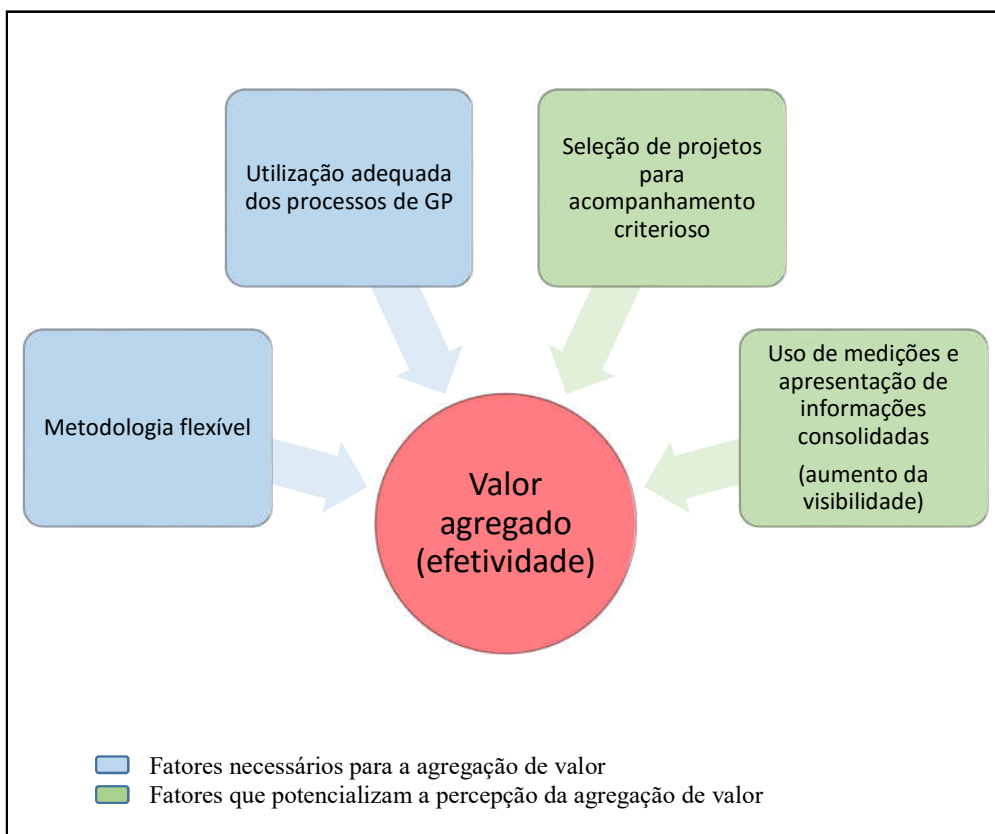 Utilização adequada
dos processos de GP
Seleção de projetos
para
acompanhamento
criterioso
Metodologia flexível
Uso de medições e
apresentação de
informações
consolidadas
(aumento da
visibilidade)
Valor
agregado
(efetividade)
Fatores necessários para a agregação de valor
Fatores que potencializam a percepção da agregação de valor